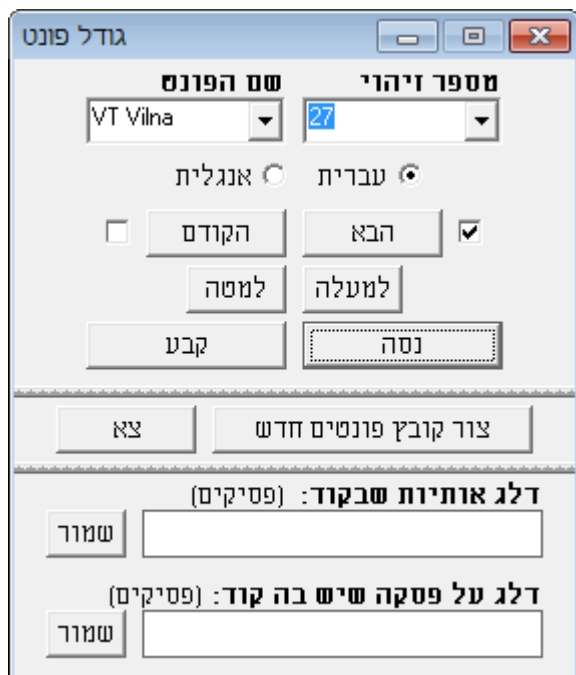 גודל פונט
מספר זיהוי שם הפונט
27 VT Vilna
עברית אנגלית
הבא הקודם
למעלה למטה
נסה קבע
צור קובץ פונטים חדש צא
דלג אותיות שבקוד: (פסיקים)
שמור
דלג על פסקה שיש בה קוד: (פסיקים)
שמור